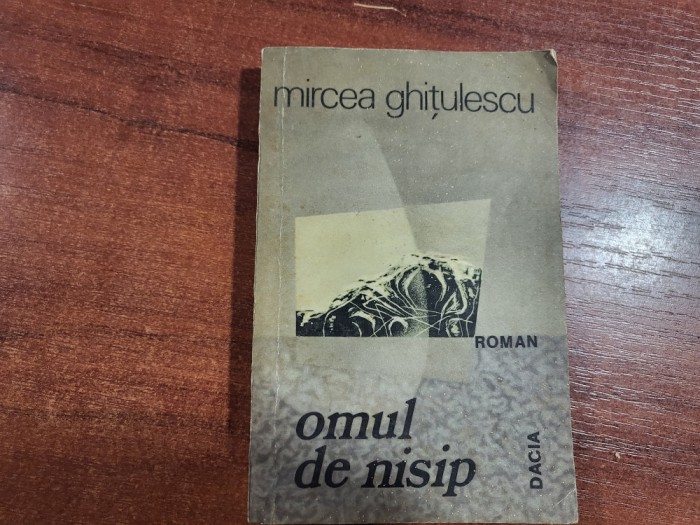 mircea ghițulescu
ROMAN
omul
de nisip
DACIA